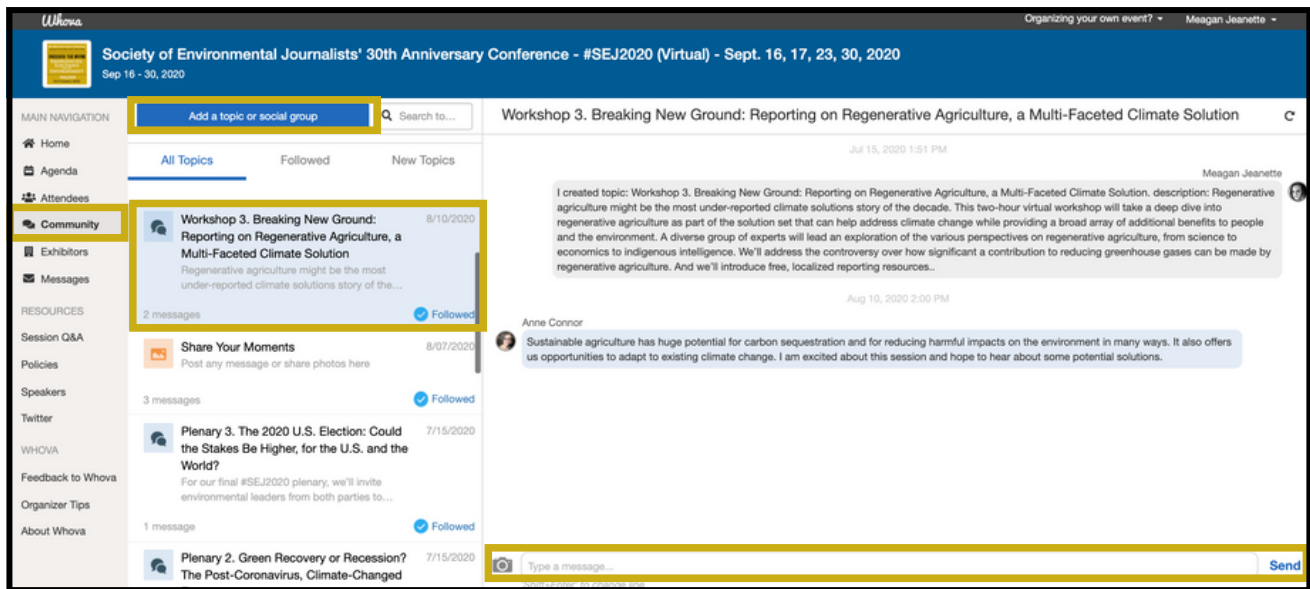 Whova
Organizing your own event?
Meagan Jeanette
Society of Environmental Journalists' 30th Anniversary Conference - #SEJ2020 (Virtual) - Sept. 16, 17, 23, 30, 2020
Sep 16 - 30, 2020
MAIN NAVIGATION
Home
Agenda
Attendees
Community
Exhibitors
Messages
RESOURCES
Session Q&A
Policies
Speakers
Twitter
WHOVA
Feedback to Whova
Organizer Tips
About Whova
Add a topic or social group
Search to...
All Topics Followed New Topics
Workshop 3. Breaking New Ground: 8/10/2020
Reporting on Regenerative Agriculture, a
Multi-Faceted Climate Solution
Regenerative agriculture might be the most
under-reported climate solutions story of the...
2 messages Followed
Share Your Moments 8/07/2020
Post any message or share photos here
3 messages Followed
Plenary 3. The 2020 U.S. Election: Could 7/15/2020
the Stakes Be Higher, for the U.S. and the
World?
For our final #SEJ2020 plenary, we'll invite
environmental leaders from both parties to...
1 message Followed
Plenary 2. Green Recovery or Recession? 7/15/2020
The Post-Coronavirus, Climate-Changed
Workshop 3. Breaking New Ground: Reporting on Regenerative Agriculture, a Multi-Faceted Climate Solution
Jul 15, 2020 1:51 PM
Meagan Jeanette
I created topic: Workshop 3. Breaking New Ground: Reporting on Regenerative Agriculture, a Multi-Faceted Climate Solution. description: Regenerative
agriculture might be the most under-reported climate solutions story of the decade. This two-hour virtual workshop will take a deep dive into
regenerative agriculture as part of the solution set that can help address climate change while providing a broad array of additional benefits to people
and the environment. A diverse group of experts will lead an exploration of the various perspectives on regenerative agriculture, from science to
economics to indigenous intelligence. We'll address the controversy over how significant a contribution to reducing greenhouse gases can be made by
regenerative agriculture. And we'll introduce free, localized reporting resources..
Aug 10, 2020 2:00 PM
Anne Connor
Sustainable agriculture has huge potential for carbon sequestration and for reducing harmful impacts on the environment in many ways. It also offers
us opportunities to adapt to existing climate change. I am excited about this session and hope to hear about some potential solutions.
Type a message...
Send
"Shift+Enter" to change line